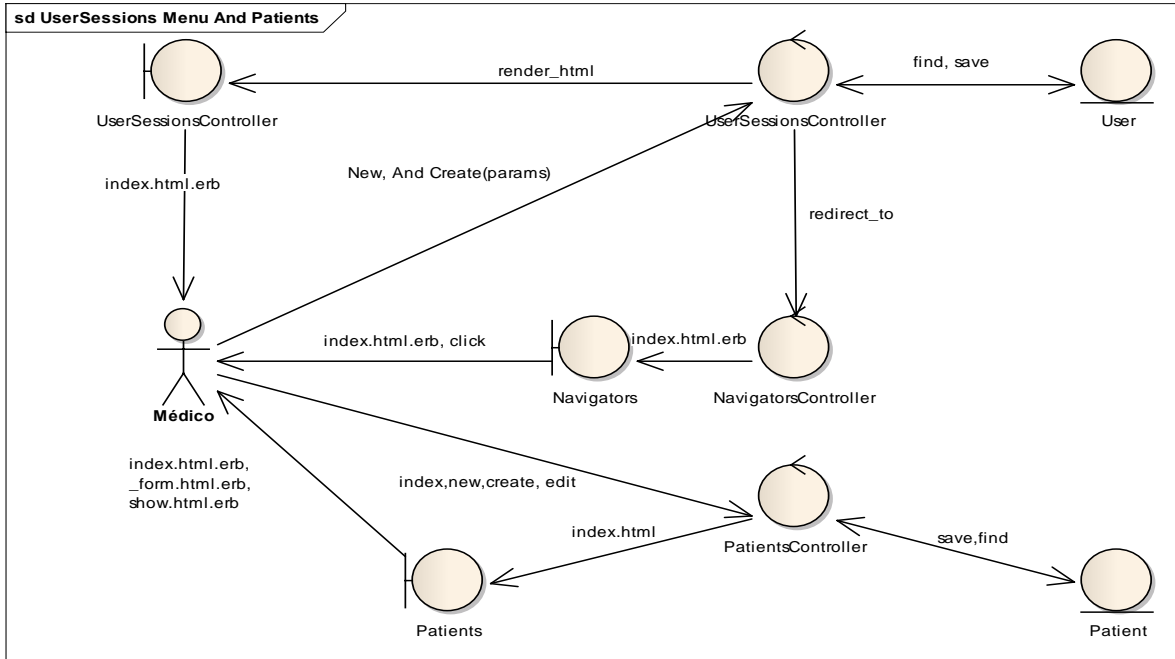 sd UserSessions Menu And Patients
render_html
find, save
UserSessionsController
UserSessionsController
User
New, And Create(params)
index.html.erb
redirect_to
index.html.erb, click
index.html.erb
Navigators
NavigatorsController
Médico
index.html.erb,
_form.html.erb,
show.html.erb
index,new,create, edit
index.html
PatientsController
save,find
Patients
Patient